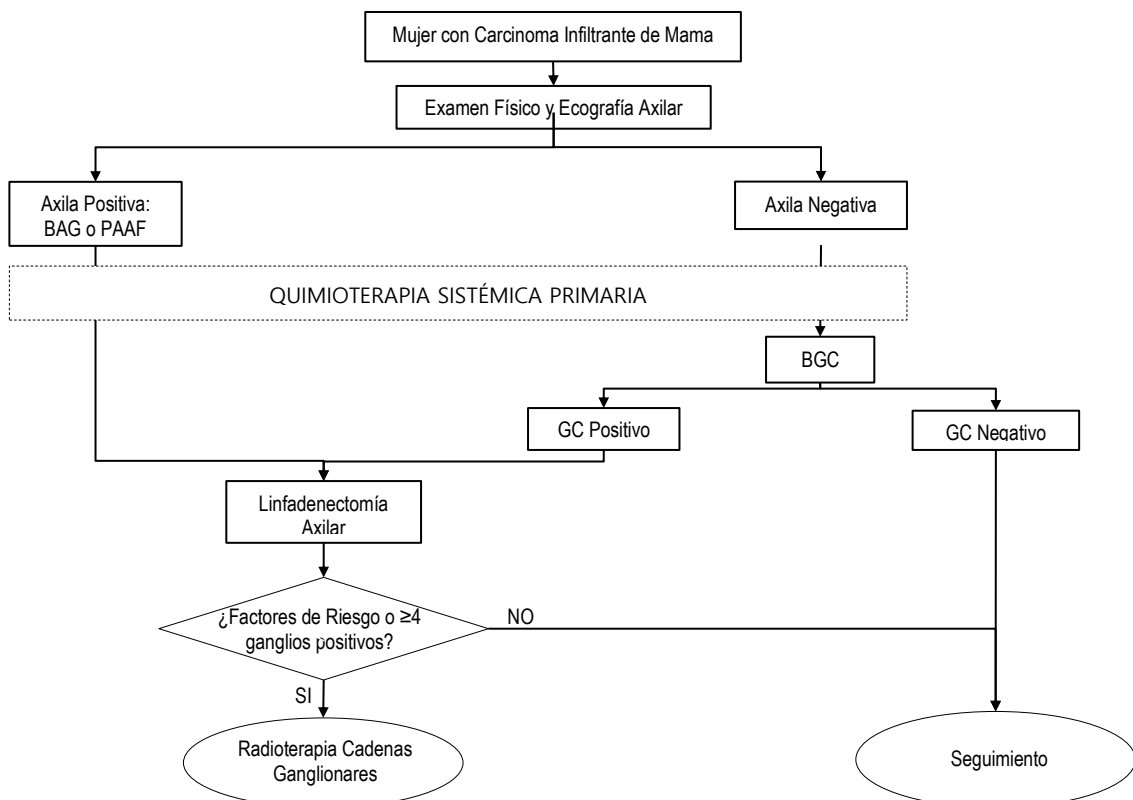 Mujer con Carcinoma Infiltrante de Mama
Examen Físico y Ecografía Axilar
Axila Positiva:
BAG o PAAF
Axila Negativa
QUIMIOTERAPIA SISTÉMICA PRIMARIA
BGC
GC Positivo
GC Negativo
Linfadenectomía
Axilar
¿Factores de Riesgo o ≥4
ganglios positivos?
NO
SI
Radioterapia Cadenas
Ganglionares
Seguimiento